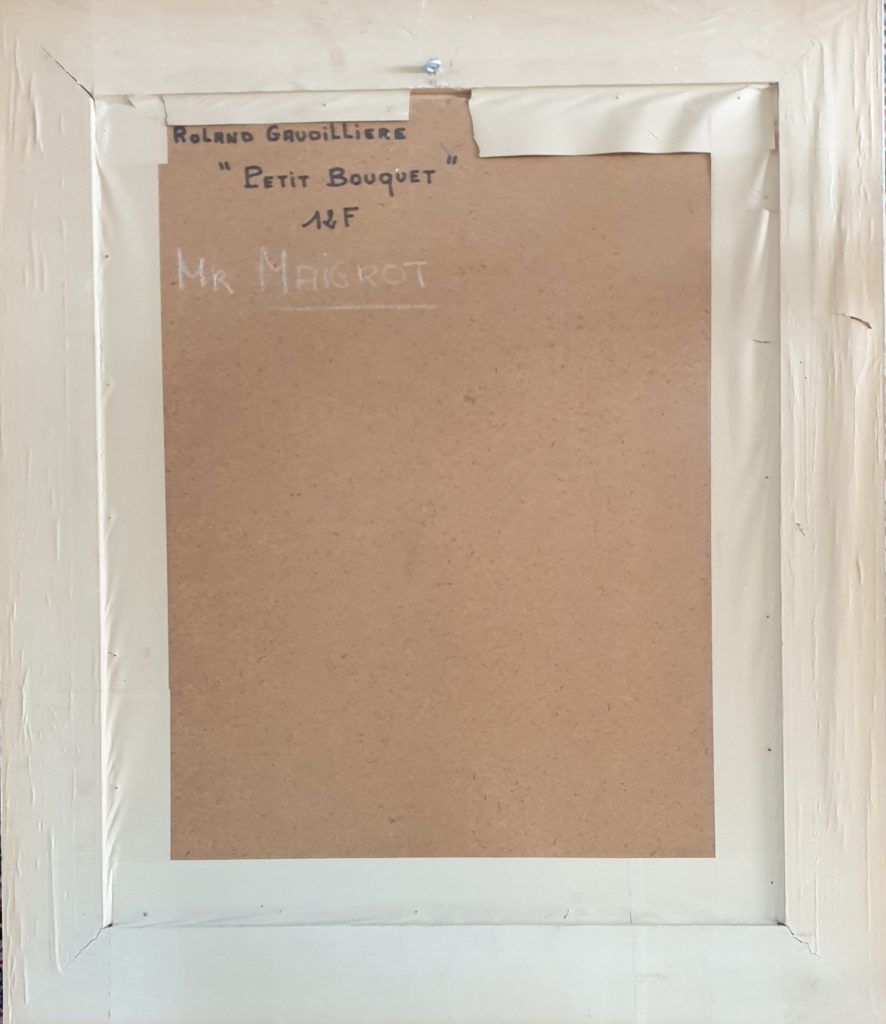 Roland Gaudilliere
"Petit Bouquet"
12F
Mr Maigrot